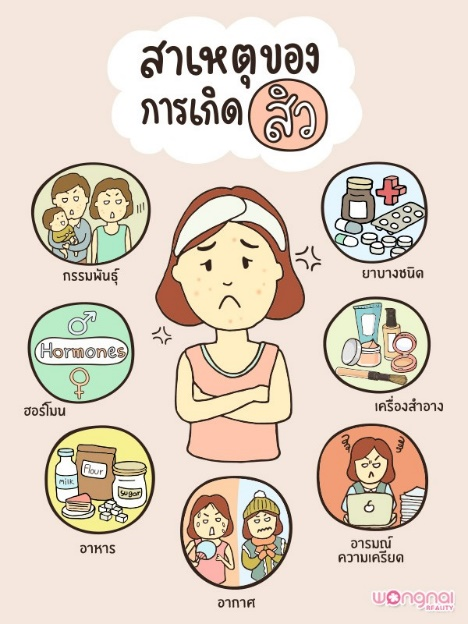 สาเหตุของ
การเกิด สิว
กรรมพันธุ์
ยาบางชนิด
Hormones
ฮอร์โมน
เครื่องสำอาง
MILK
Flour
SUGAR
อาหาร
อากาศ
อารมณ์
ความเครียด
wongnai
BEAUTY